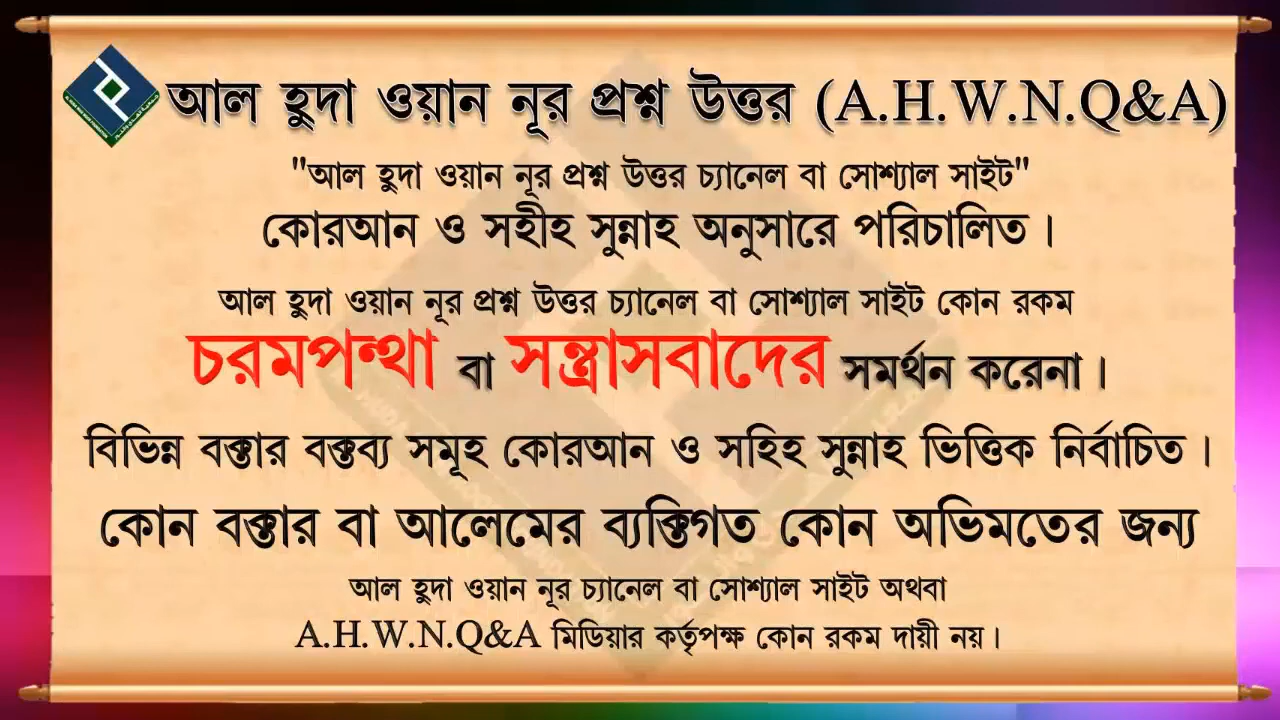 আল হুদা ওয়ান নূর প্রশ্ন উত্তর (A.H.W.N.Q&A)
"আল হুদা ওয়ান নূর প্রশ্ন উত্তর চ্যানেল বা সোশ্যাল সাইট"
কোরআন ও সহীহ সুন্নাহ অনুসারে পরিচালিত ।
আল হুদা ওয়ান নূর প্রশ্ন উত্তর চ্যানেল বা সোশ্যাল সাইট কোন রকম
চরমপন্থা বা সন্ত্রাসবাদের সমর্থন করেনা ।
বিভিন্ন বক্তার বক্তব্য সমূহ কোরআন ও সহিহ সুন্নাহ ভিত্তিক নির্বাচিত ।
কোন বক্তার বা আলেমের ব্যক্তিগত কোন অভিমতের জন্য
আল হুদা ওয়ান নূর চ্যানেল বা সোশ্যাল সাইট অথবা
A.H.W.N.Q&A মিডিয়ার কর্তৃপক্ষ কোন রকম দায়ী নয় ।